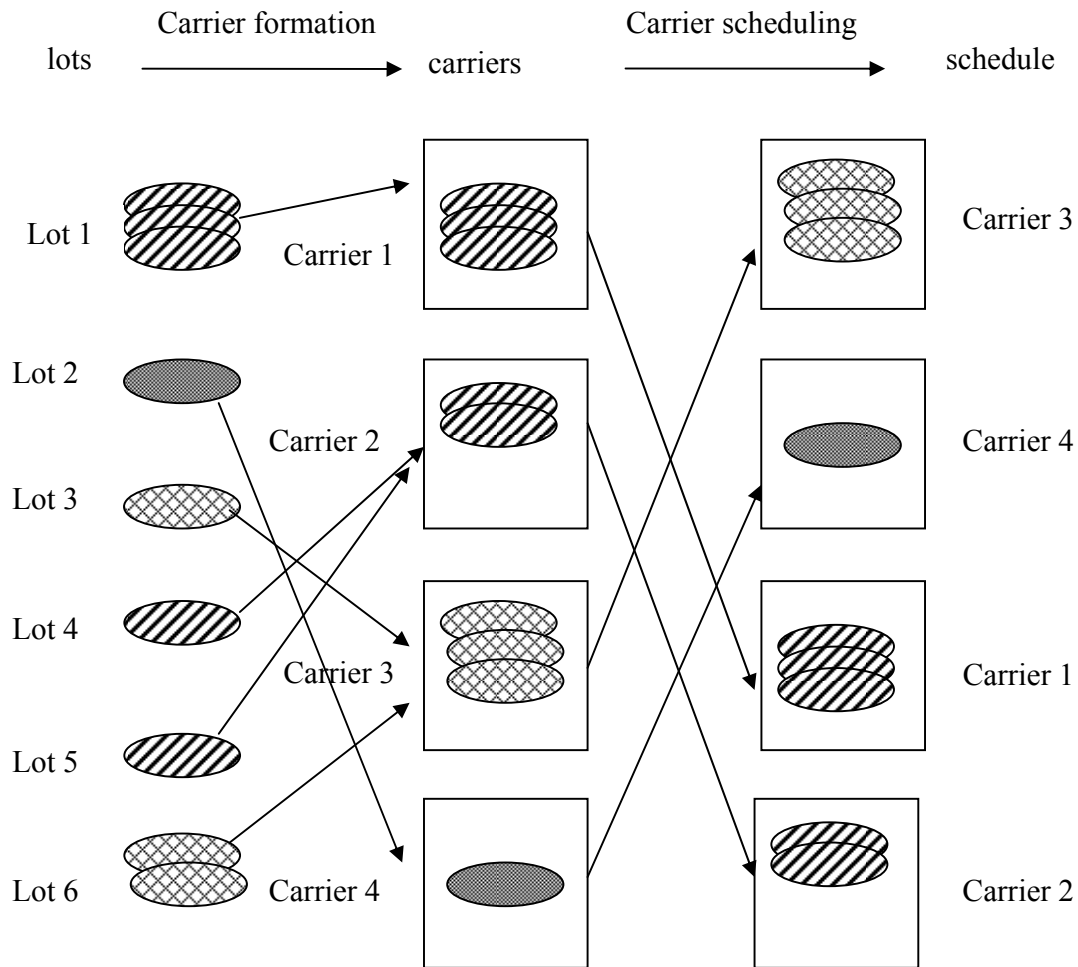 Carrier formation
Carrier scheduling
lots
carriers
schedule
Lot 1
Carrier 1
Carrier 3
Lot 2
Carrier 2
Carrier 4
Lot 3
Lot 4
Carrier 3
Carrier 1
Lot 5
Lot 6
Carrier 4
Carrier 2